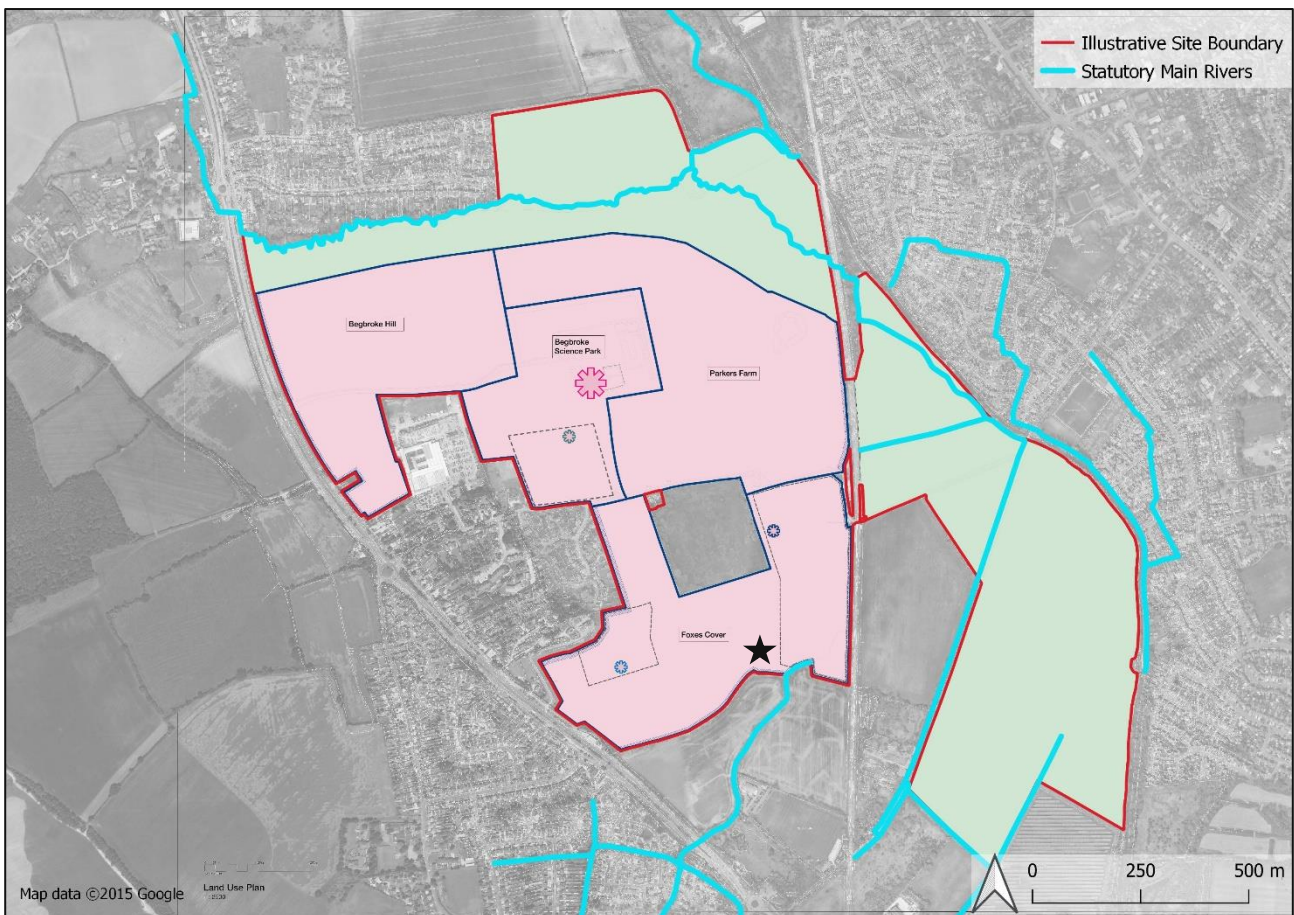 Illustrative Site Boundary
Statutory Main Rivers
Begbroke Hill
Begbroke
Science Park
Parkers Farm
Foxes Cover
Map data ©2015 Google
Land Use Plan
0 250 500 m